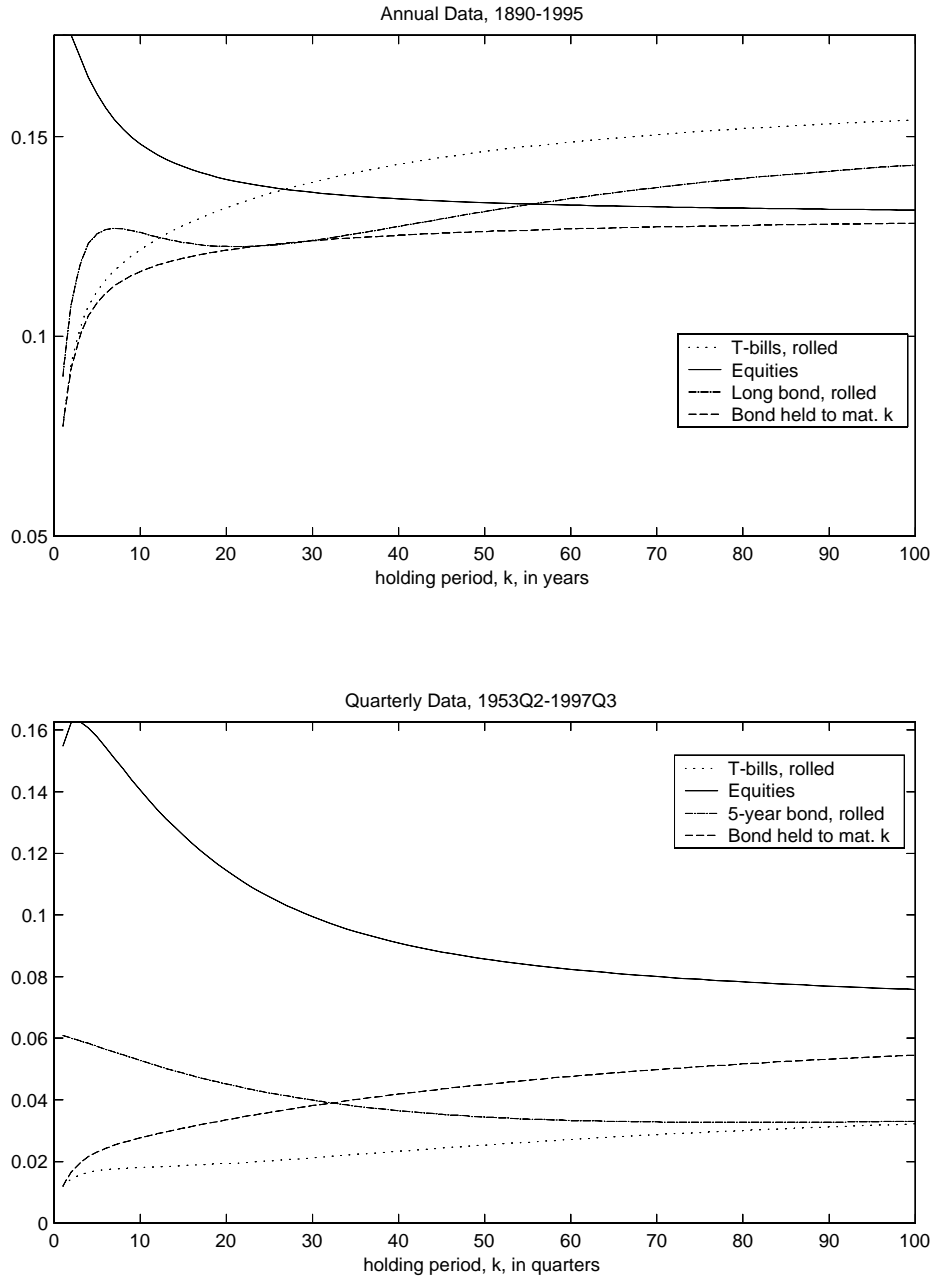 Annual Data, 1890-1995
0.15
0.1
0.05
T-bills, rolled
Equities
Long bond, rolled
Bond held to mat. k
0 10 20 30 40 50 60 70 80 90 100
holding period, k, in years
Quarterly Data, 1953Q2-1997Q3
0.16
0.14
0.12
0.1
0.08
0.06
0.04
0.02
0
T-bills, rolled
Equities
5-year bond, rolled
Bond held to mat. k
0 10 20 30 40 50 60 70 80 90 100
holding period, k, in quarters